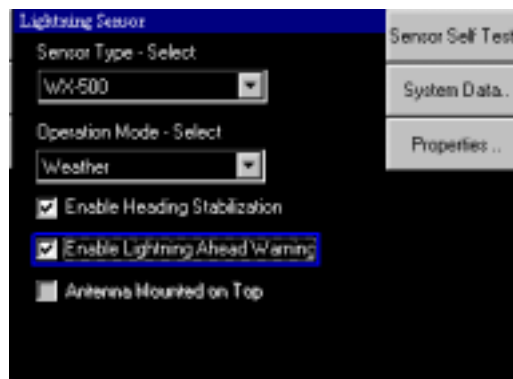 Lightning Sensor
Sensor Self Test
Sensor Type - Select
WX-500
System Data..
Operation Mode - Select
Properties ..
Weather
Enable Heading Stabilization
Enable Lightning Ahead Warning
Antenna Mounted on Top